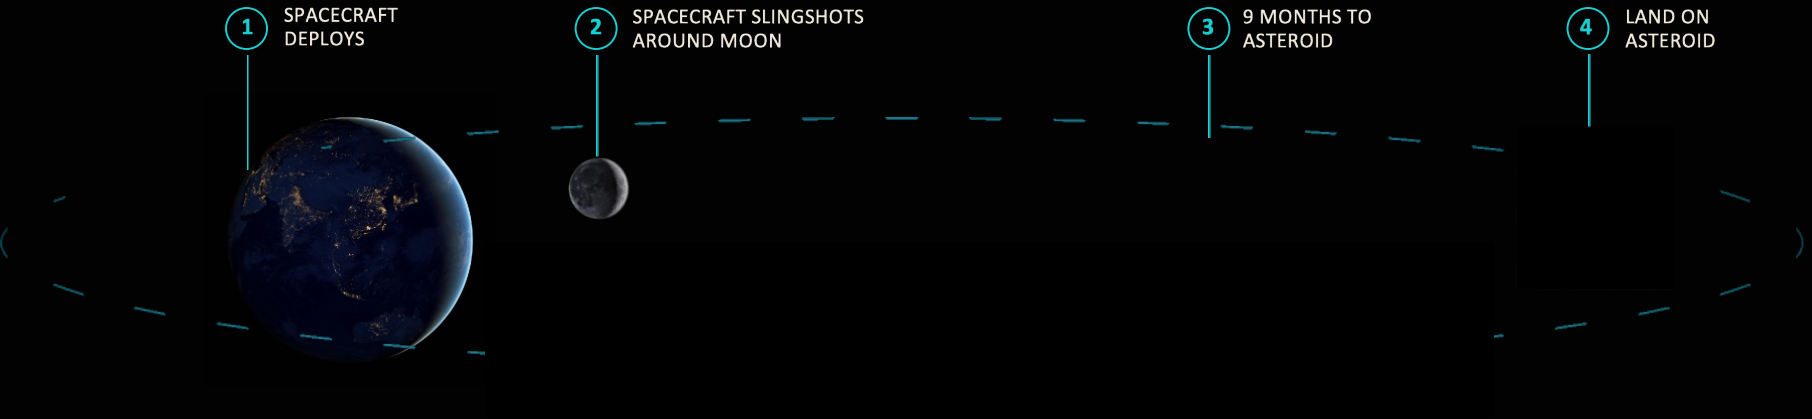 1
SPACECRAFT
DEPLOYS
2
SPACECRAFT SLINGSHOTS
AROUND MOON
3
9 MONTHS TO
ASTEROID
4
LAND ON
ASTEROID